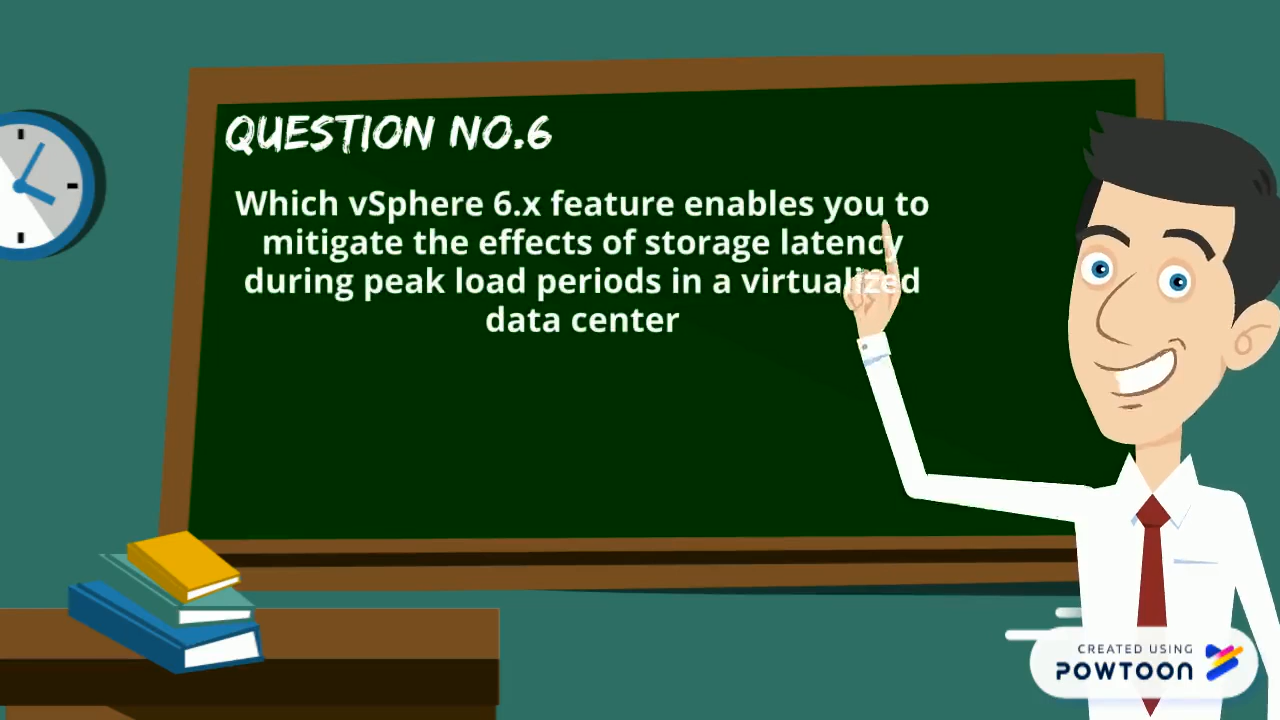 QUESTION NO.6
Which vSphere 6.x feature enables you to
mitigate the effects of storage latency
during peak load periods in a virtualized
data center
CREATED USING
POWTOON